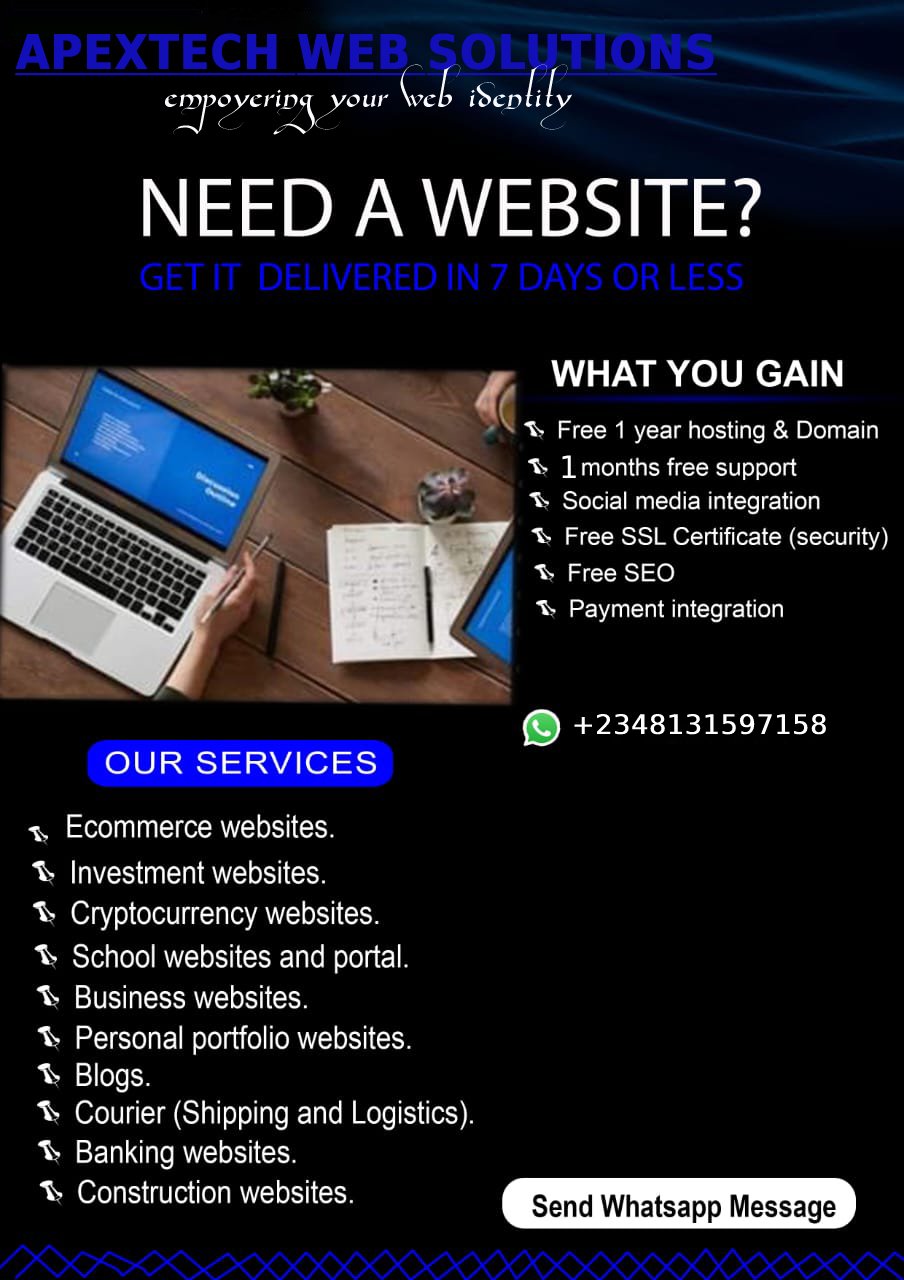 APEXTECH WEB SOLUTIONS
empoyering your web identity
NEED A WEBSITE?
GET IT DELIVERED IN 7 DAYS OR LESS
WHAT YOU GAIN
Free 1 year hosting & Domain
1 months free support
Social media integration
Free SSL Certificate (security)
Free SEO
Payment integration
Discussion
Outline
+2348131597158
OUR SERVICES
Ecommerce websites.
Investment websites.
Cryptocurrency websites.
School websites and portal.
Business websites.
Personal portfolio websites.
Blogs.
Courier (Shipping and Logistics).
Banking websites.
Construction websites.
Send Whatsapp Message